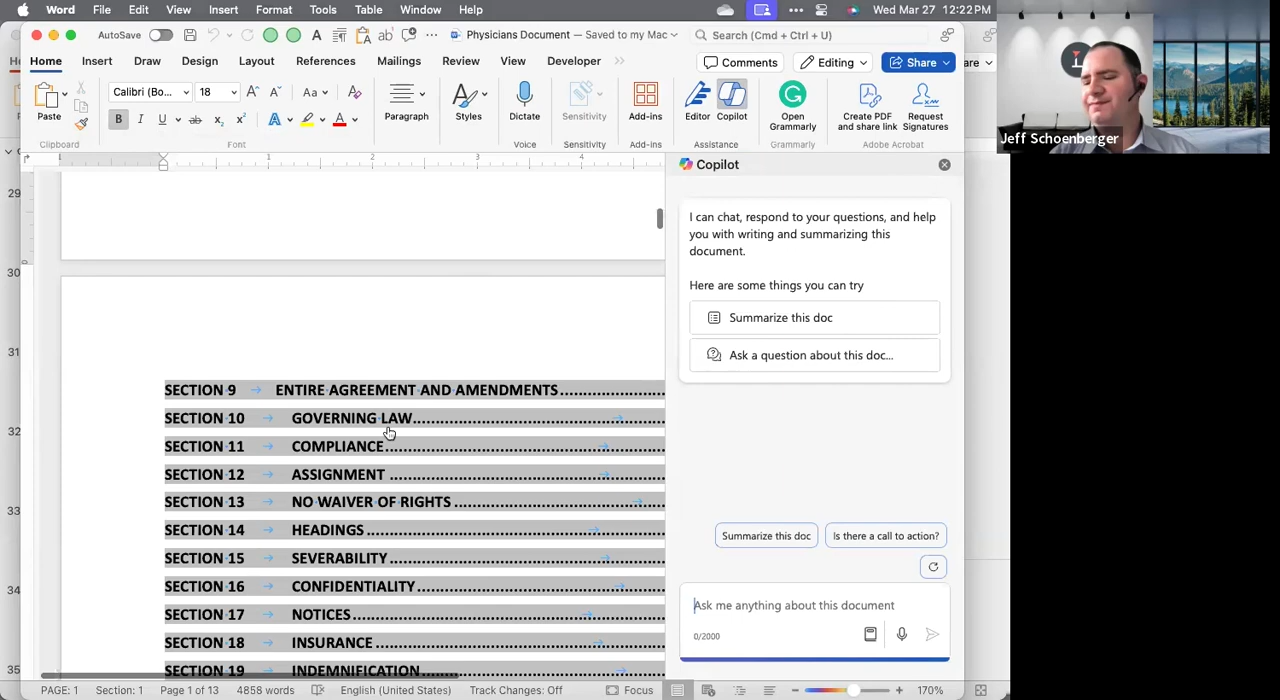 Word File Edit View Insert Format Tools Table Window Help Wed Mar 27 12:22 PM
AutoSave Physicians Document — Saved to my Mac Search (Cmd + Ctrl + U)
Home Insert Draw Design Layout References Mailings Review View Developer Comments Editing Share
Calibri (Bo... 18
Paste Paragraph Styles Dictate Sensitivity Add-ins Editor Copilot Open Grammarly Create PDF and share link Request Signatures
Clipboard Font Voice Sensitivity Add-ins Assistance Grammarly Adobe Acrobat
Jeff Schoenberger
1 1 2 3 4
29
30
31
32
33
34
35
SECTION 9 ENTIRE AGREEMENT AND AMENDMENTS
SECTION 10 GOVERNING LAW
SECTION 11 COMPLIANCE
SECTION 12 ASSIGNMENT
SECTION 13 NO WAIVER OF RIGHTS
SECTION 14 HEADINGS
SECTION 15 SEVERABILITY
SECTION 16 CONFIDENTIALITY
SECTION 17 NOTICES
SECTION 18 INSURANCE
SECTION 19 INDEMNIFICATION
Copilot
I can chat, respond to your questions, and help
you with writing and summarizing this
document.
Here are some things you can try
Summarize this doc
Ask a question about this doc...
Summarize this doc Is there a call to action?
Ask me anything about this document
0/2000
PAGE: 1 Section: 1 Page 1 of 13 4858 words English (United States) Track Changes: Off Focus 170%